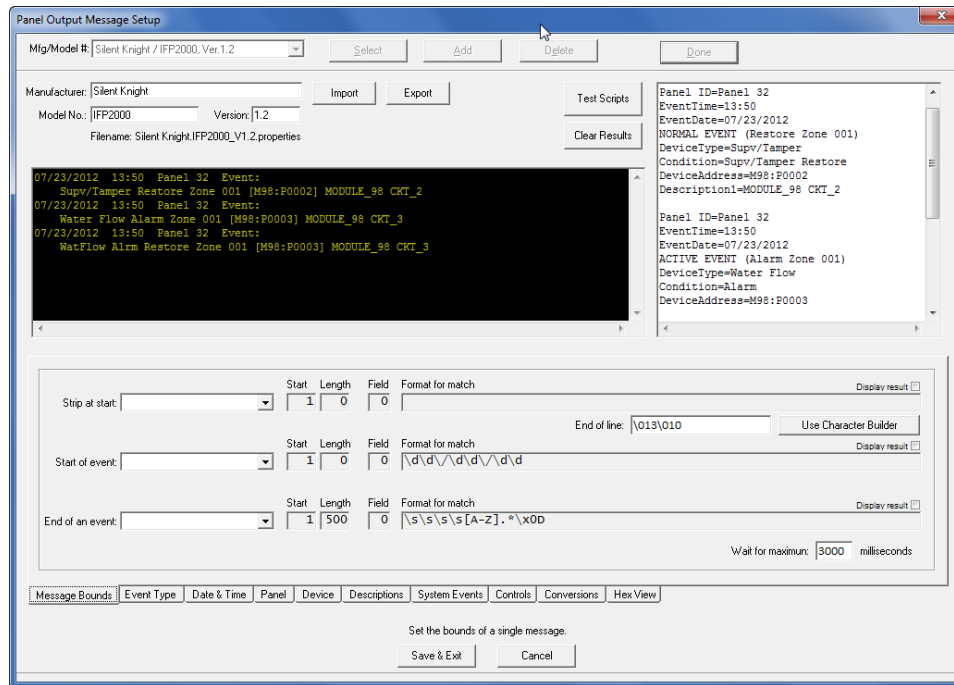 Panel Output Message Setup
Mfg/Model #: Silent Knight / IFP2000, Ver.1.2 Select Add Delete Done
Manufacturer: Silent Knight Import Export
Model No.: IFP2000 Version: 1.2
Filename: Silent Knight.IFP2000_V1.2.properties
Test Scripts
Clear Results
07/23/2012 13:50 Panel 32 Event:
Supv/Tamper Restore Zone 001 [M98:P0002] MODULE_98 CKT_2
07/23/2012 13:50 Panel 32 Event:
Water Flow Alarm Zone 001 [M98:P0003] MODULE_98 CKT_3
07/23/2012 13:50 Panel 32 Event:
WatFlow Alrm Restore Zone 001 [M98:P0003] MODULE_98 CKT_3
Panel ID=Panel 32
EventTime=13:50
EventDate=07/23/2012
NORMAL EVENT (Restore Zone 001)
DeviceType=Supv/Tamper
Condition=Supv/Tamper Restore
DeviceAddress=M98:P0002
Description1=MODULE_98 CKT_2
Panel ID=Panel 32
EventTime=13:50
EventDate=07/23/2012
ACTIVE EVENT (Alarm Zone 001)
DeviceType=Water Flow
Condition=Alarm
DeviceAddress=M98:P0003
Start Length Field Format for match Display result
Strip at start: 1 0 0
End of line: \013\010 Use Character Builder
Start Length Field Format for match Display result
Start of event: 1 0 0 \d\d\/\d\d\/\d\d
Start Length Field Format for match Display result
End of an event: 1 500 0 \s\s\s\s[A-Z].*\x0D
Wait for maximun: 3000 milliseconds
Message Bounds Event Type Date & Time Panel Device Descriptions System Events Controls Conversions Hex View
Set the bounds of a single message.
Save & Exit Cancel